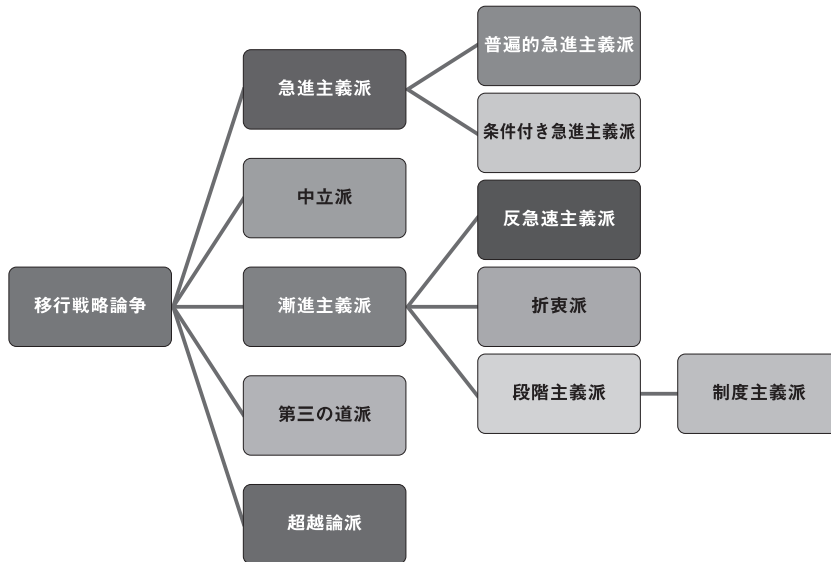 移行戦略論争
急進主義派
普遍的急進主義派
条件付き急進主義派
中立派
漸進主義派
反急速主義派
折衷派
段階主義派
制度主義派
第三の道派
超越論派